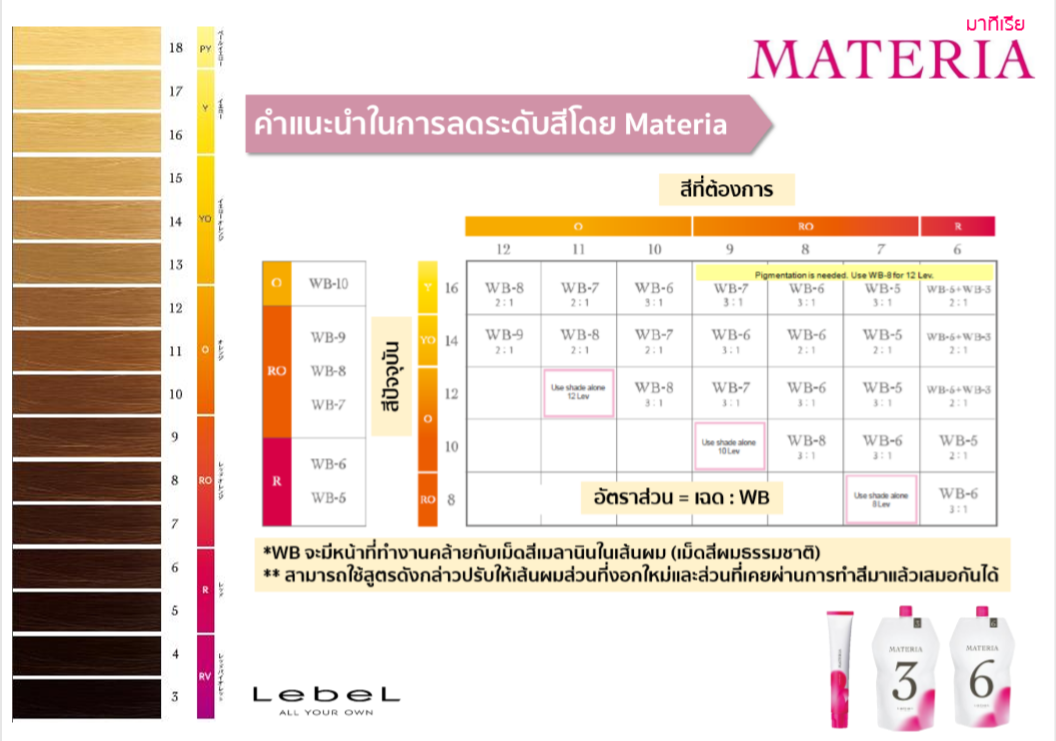 มาทีเรีย
MATERIA
คำแนะนำในการลดระดับสีโดย Materia
18 PY
17
Y
16
15
14 YO
13
12
11 O
10
9
8 RO
7
6
R
5
4
RV
3
ペールイエロー
イエロー
イエローオレンジ
オレンジ
レッドオレンジ
レッド
レッドバイオレット
สีที่ต้องการ
O RO R
12 11 10 9 8 7 6
Pigmentation is needed. Use WB-8 for 12 Lev.
Y 16 WB-8 WB-7 WB-6 WB-7 WB-6 WB-5 WB-6+WB-3
2:1 2:1 3:1 3:1 3:1 3:1 2:1
YO 14 WB-9 WB-8 WB-7 WB-6 WB-6 WB-5 WB-6+WB-3
2:1 2:1 2:1 3:1 2:1 2:1 2:1
O 12 Use shade alone WB-8 WB-7 WB-6 WB-5 WB-6+WB-3
12 Lev 3:1 3:1 3:1 3:1 2:1
10 Use shade alone WB-8 WB-6 WB-5
10 Lev 3:1 3:1 2:1
RO 8 Use shade alone WB-6
8 Lev 3:1
O WB-10
WB-9
RO WB-8
WB-7
R WB-6
WB-5
สีปัจจุบัน
อัตราส่วน = เฉด : WB
*WB จะมีหน้าที่ทำงานคล้ายกับเม็ดสีเมลานินในเส้นผม (เม็ดสีผมธรรมชาติ)
** สามารถใช้สูตรดังกล่าวปรับให้เส้นผมส่วนที่งอกใหม่และส่วนที่เคยผ่านการทำสีมาแล้วเสมอกันได้
LebeL
ALL YOUR OWN
MATERIA
3
MATERIA
6